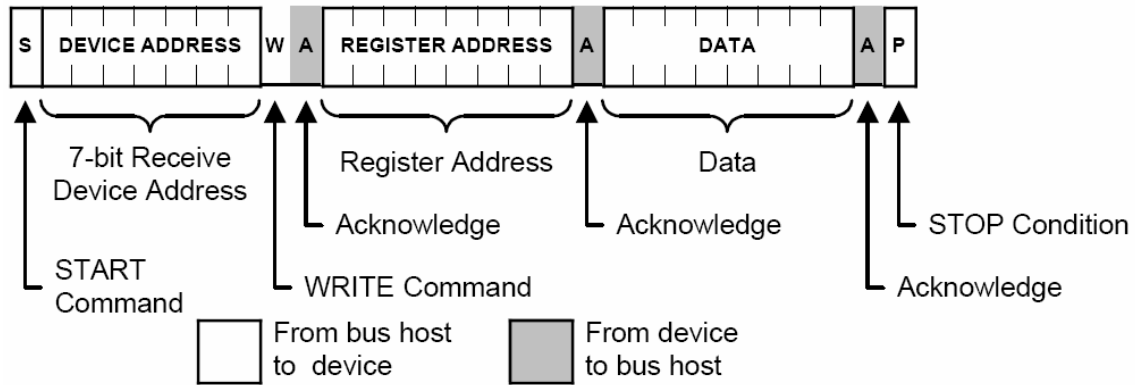 S DEVICE ADDRESS W A REGISTER ADDRESS A DATA A P
7-bit Receive
Device Address
Register Address
Data
Acknowledge
Acknowledge
STOP Condition
START
Command
WRITE Command
Acknowledge
From bus host
to device
From device
to bus host